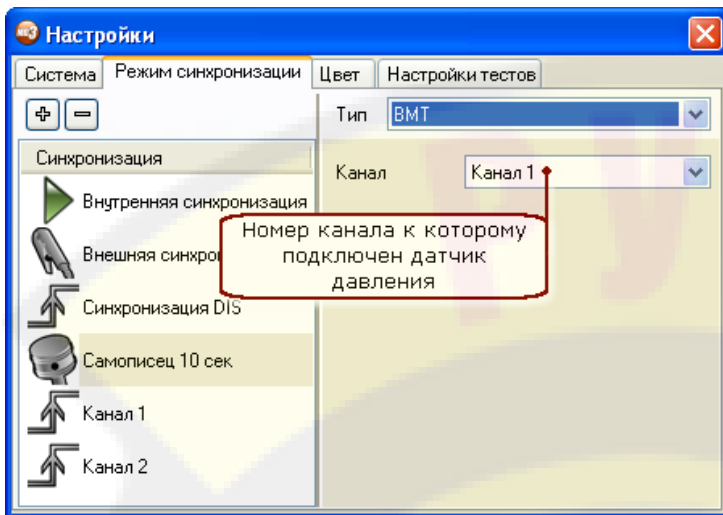 Настройки
Система Режим синхронизации Цвет Настройки тестов
Тип ВМТ
Синхронизация
Канал Канал 1
Внутренняя синхронизация
Номер канала к которому
подключен датчик
давления
Внешняя синхро
Синхронизация DIS
Самописец 10 сек
Канал 1
Канал 2
ру